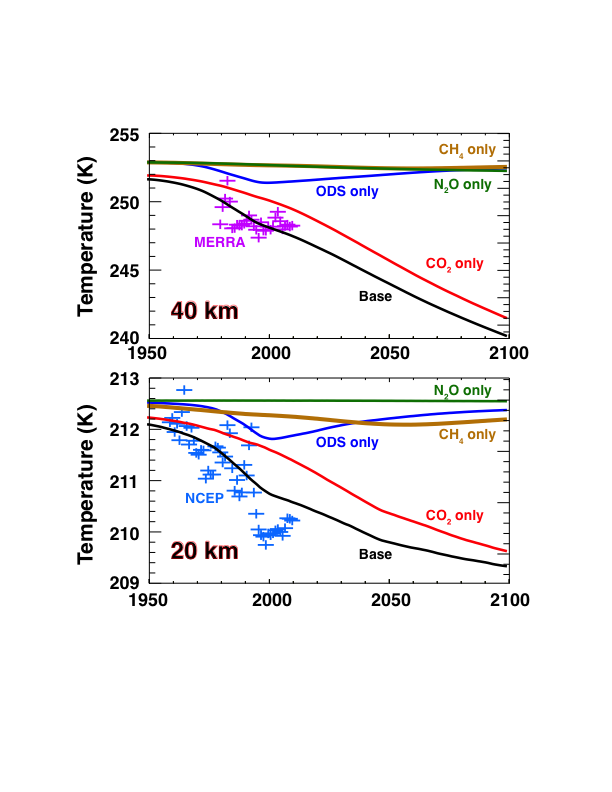 255
CH4 only
N2O only
ODS only
250
MERRA
CO2 only
245
Base
40 km
240
Temperature (K)
1950 2000 2050 2100
213
N2O only
212
ODS only
CH4 only
211
NCEP
CO2 only
210
Base
20 km
209
Temperature (K)
1950 2000 2050 2100